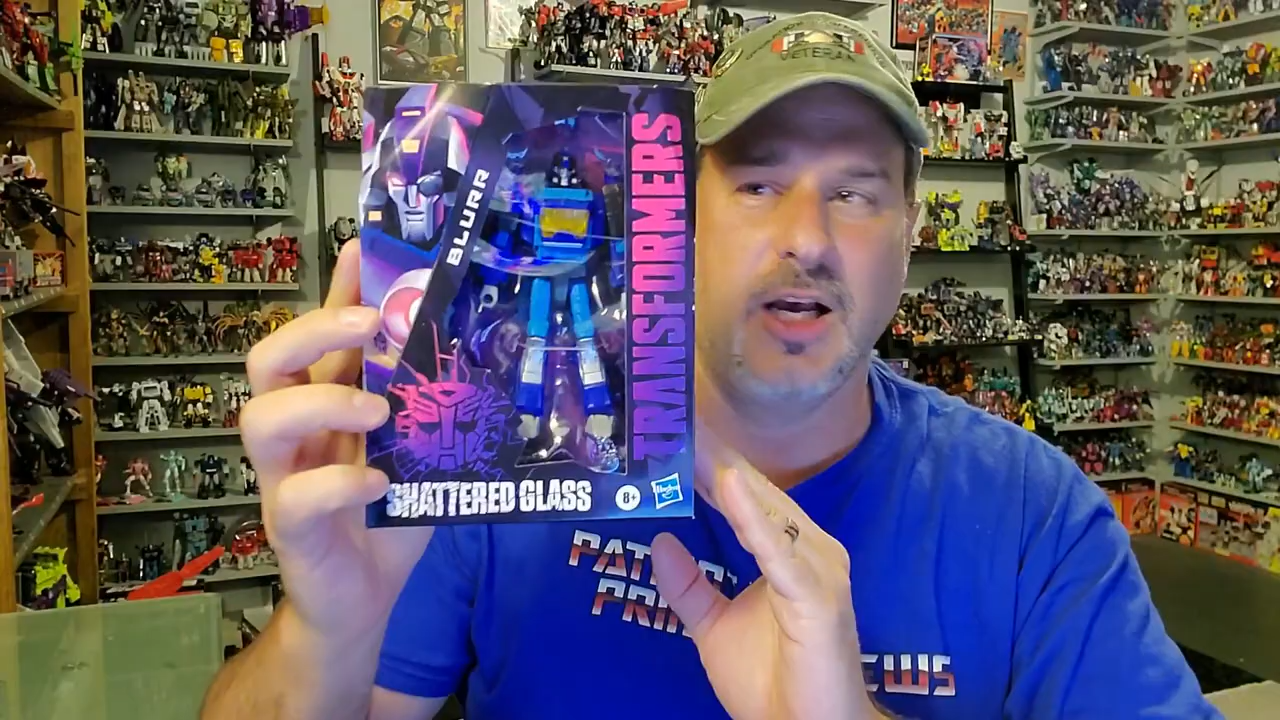 VETERAN
BLURR
TRANSFORMERS
SHATTERED GLASS
8+
Hasbro